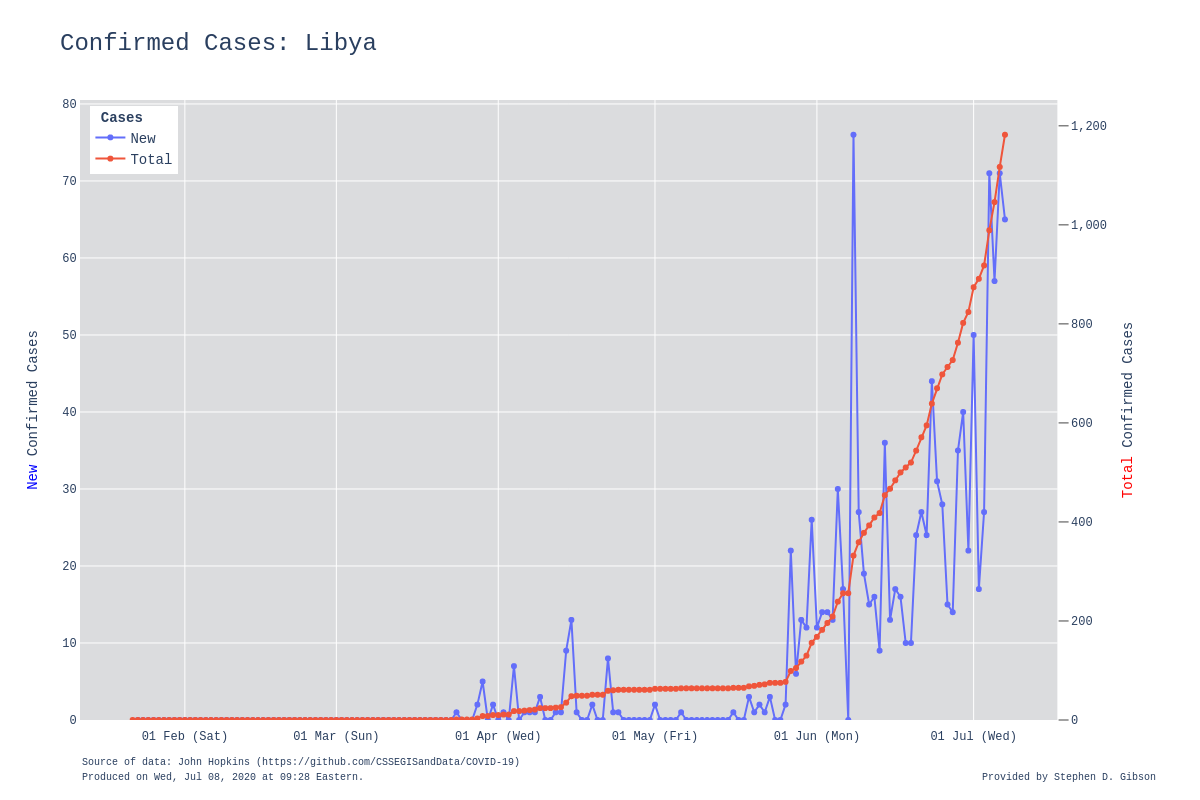 Confirmed Cases: Libya
Cases
New
Total
80
70
60
50
40
30
20
10
0
1,200
1,000
800
600
400
200
0
New Confirmed Cases
Total Confirmed Cases
01 Feb (Sat)
01 Mar (Sun)
01 Apr (Wed)
01 May (Fri)
01 Jun (Mon)
01 Jul (Wed)
Source of data: John Hopkins (https://github.com/CSSEGISandData/COVID-19)
Produced on Wed, Jul 08, 2020 at 09:28 Eastern.
Provided by Stephen D. Gibson